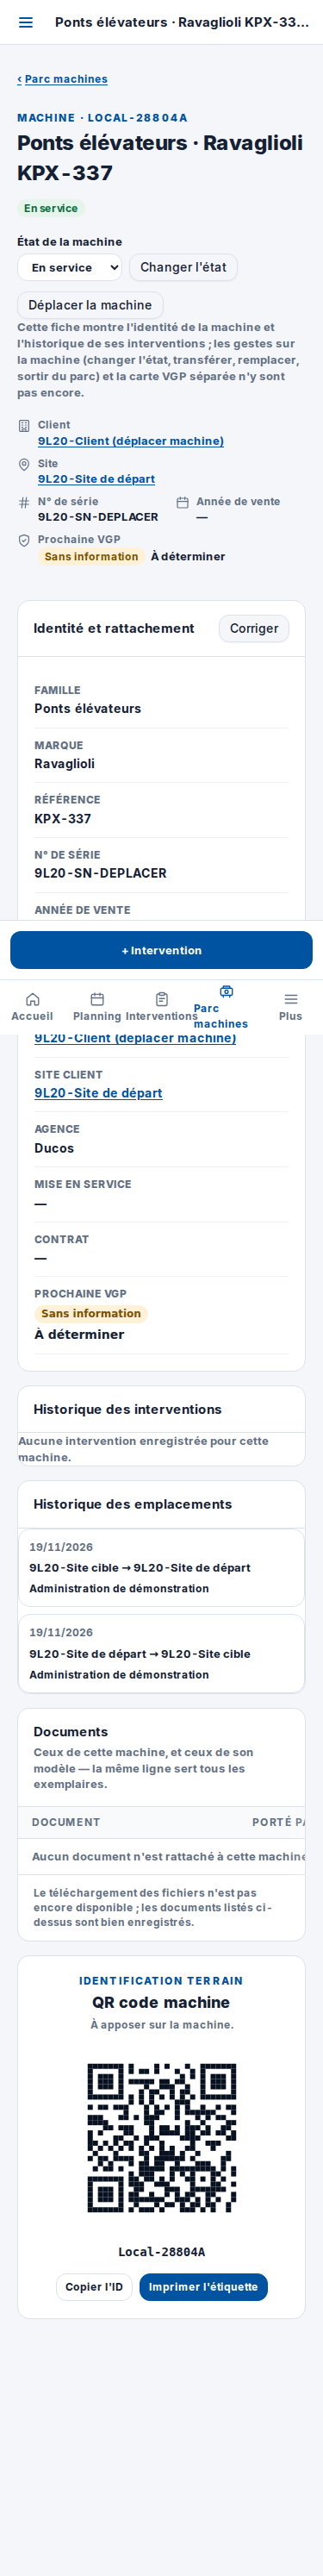 Ponts élévateurs · Ravaglioli KPX-33...
‹ Parc machines
MACHINE · LOCAL-28804A
Ponts élévateurs · Ravaglioli
KPX-337
En service
État de la machine
En service
Changer l'état
Déplacer la machine
Cette fiche montre l'identité de la machine et
l'historique de ses interventions ; les gestes sur
la machine (changer l'état, transférer, remplacer,
sortir du parc) et la carte VGP séparée n'y sont
pas encore.
Client
9L20-Client (déplacer machine)
Site
9L20-Site de départ
N° de série
9L20-SN-DEPLACER
Année de vente
—
Prochaine VGP
Sans information À déterminer
Identité et rattachement
Corriger
FAMILLE
Ponts élévateurs
MARQUE
Ravaglioli
RÉFÉRENCE
KPX-337
N° DE SÉRIE
9L20-SN-DEPLACER
ANNÉE DE VENTE
+ Intervention
Accueil
Planning
Interventions
Parc
machines
Plus
9L20-Client (déplacer machine)
SITE CLIENT
9L20-Site de départ
AGENCE
Ducos
MISE EN SERVICE
—
CONTRAT
—
PROCHAINE VGP
Sans information
À déterminer
Historique des interventions
Aucune intervention enregistrée pour cette
machine.
Historique des emplacements
19/11/2026
9L20-Site cible → 9L20-Site de départ
Administration de démonstration
19/11/2026
9L20-Site de départ → 9L20-Site cible
Administration de démonstration
Documents
Ceux de cette machine, et ceux de son
modèle — la même ligne sert tous les
exemplaires.
DOCUMENT
PORTÉ PA
Aucun document n'est rattaché à cette machine
Le téléchargement des fichiers n'est pas
encore disponible ; les documents listés ci-
dessus sont bien enregistrés.
IDENTIFICATION TERRAIN
QR code machine
À apposer sur la machine.
Local-28804A
Copier l'ID
Imprimer l'étiquette